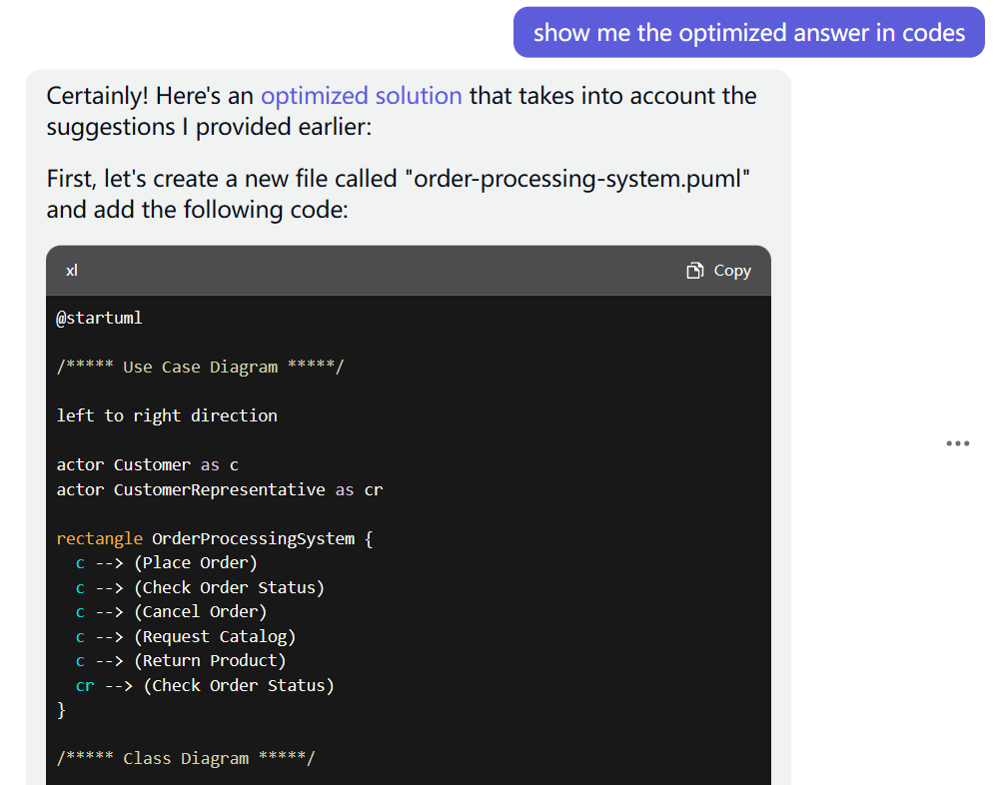 show me the optimized answer in codes
Certainly! Here's an optimized solution that takes into account the
suggestions I provided earlier:
First, let's create a new file called "order-processing-system.puml"
and add the following code:
xl
Copy
@startuml
/***** Use Case Diagram *****/
left to right direction
actor Customer as c
actor CustomerRepresentative as cr
rectangle OrderProcessingSystem {
  c --> (Place Order)
  c --> (Check Order Status)
  c --> (Cancel Order)
  c --> (Request Catalog)
  c --> (Return Product)
  cr --> (Check Order Status)
}
/***** Class Diagram *****/